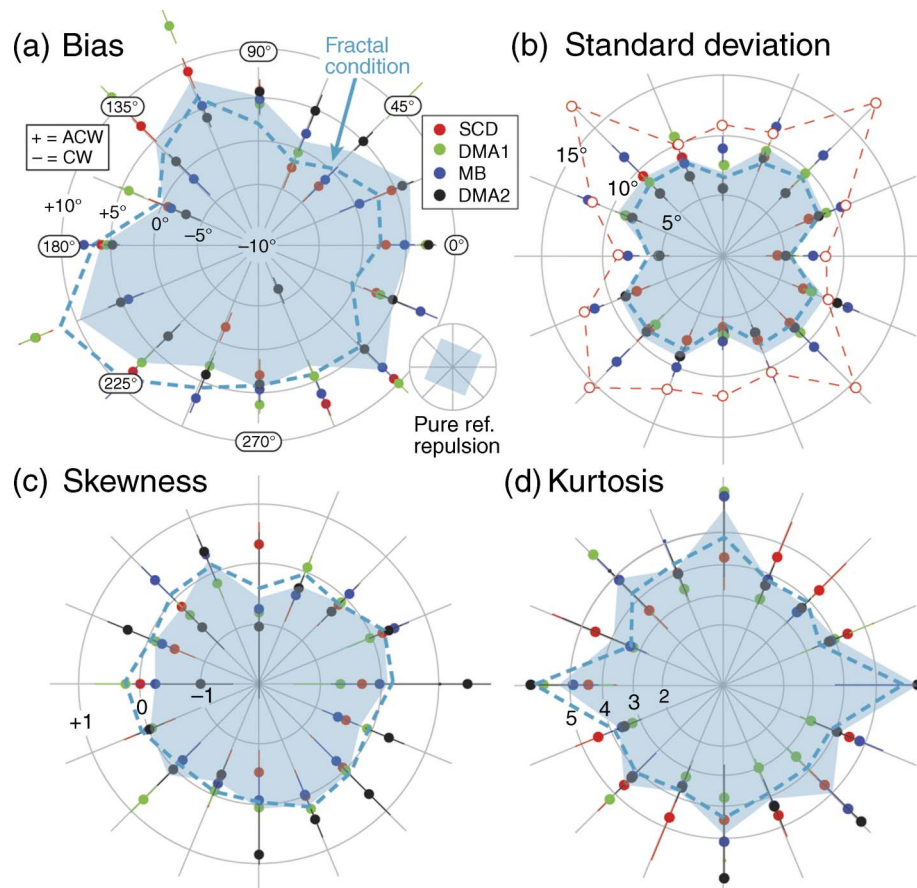 (a) Bias
Fractal
condition
90°
135°
45°
+ = ACW
− = CW
SCD
DMA1
MB
DMA2
+10°
+5°
0°
−5°
−10°
180°
0°
225°
270°
Pure ref.
repulsion
(b) Standard deviation
15°
10°
5°
(c) Skewness
+1
0
−1
(d) Kurtosis
5
4
3
2